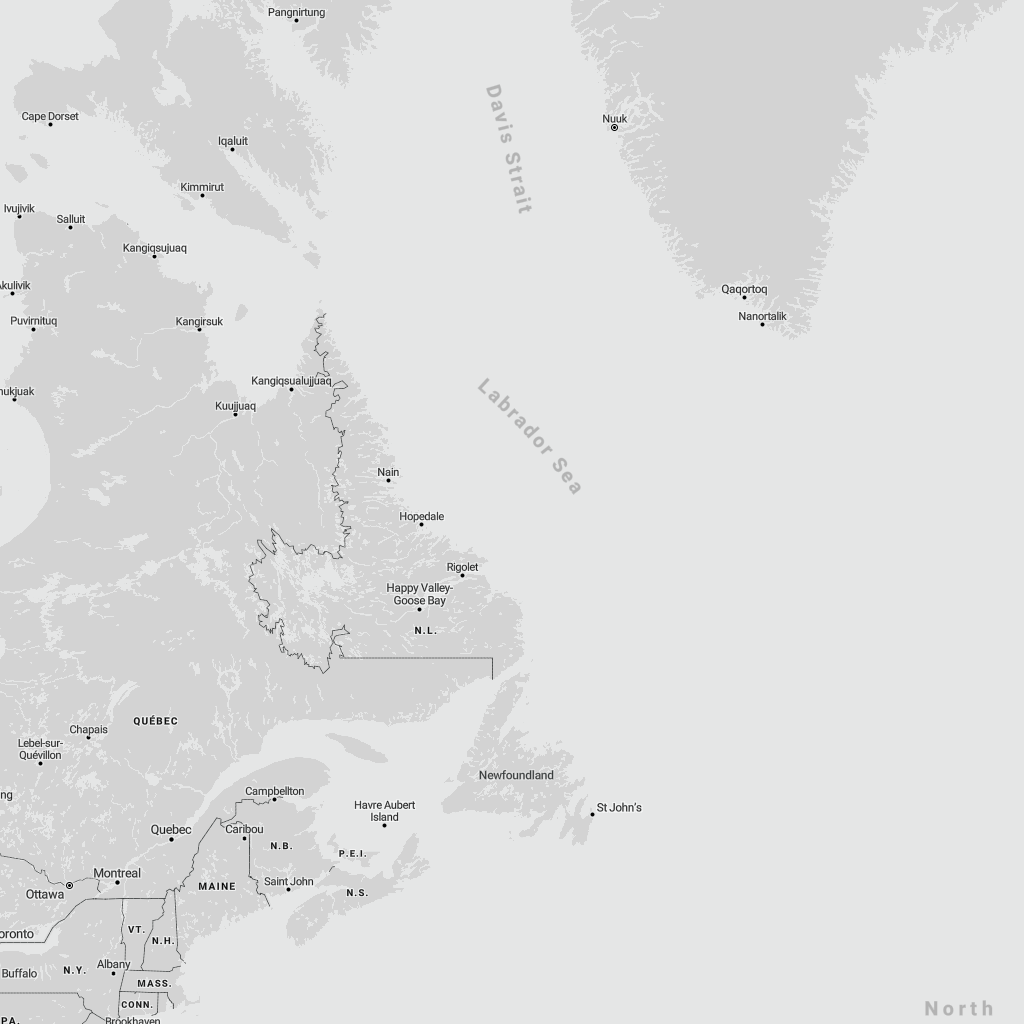 Pangnirtung
Davis Strait
Cape Dorset
Nuuk
Iqaluit
Kimmirut
Ivujivik
Salluit
Kangiqsujuaq
Akulivik
Qaqortoq
Puvirnituq
Kangirsuk
Nanortalik
Kangiqsualujjuaq
Labrador Sea
nukjuak
Kuujjuaq
Nain
Hopedale
Rigolet
Happy Valley-
Goose Bay
N.L.
QUÉBEC
Chapais
Lebel-sur-
Quévillon
Newfoundland
ng
Campbellton
Havre Aubert
Island
St John's
Quebec
Caribou
N.B.
P.E.I.
Montreal
Saint John
MAINE
N.S.
Ottawa
oronto
VT.
N.H.
Albany
Buffalo
N.Y.
MASS.
CONN.
North
PA.
Brookhaven